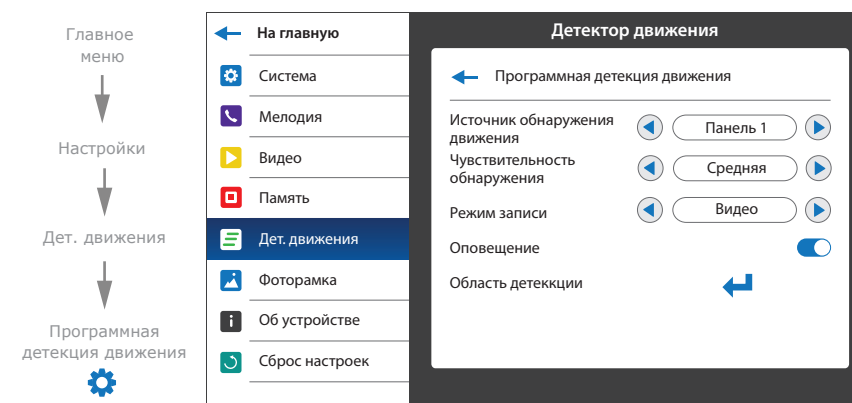 Главное
меню
Настройки
Дет. движения
Программная
детекция движения
На главную
Система
Мелодия
Видео
Память
Дет. движения
Фоторамка
Об устройстве
Сброс настроек
Детектор движения
Программная детекция движения
Источник обнаружения
движения
Панель 1
Чувствительность
обнаружения
Средняя
Режим записи
Видео
Оповещение
Область детеккции